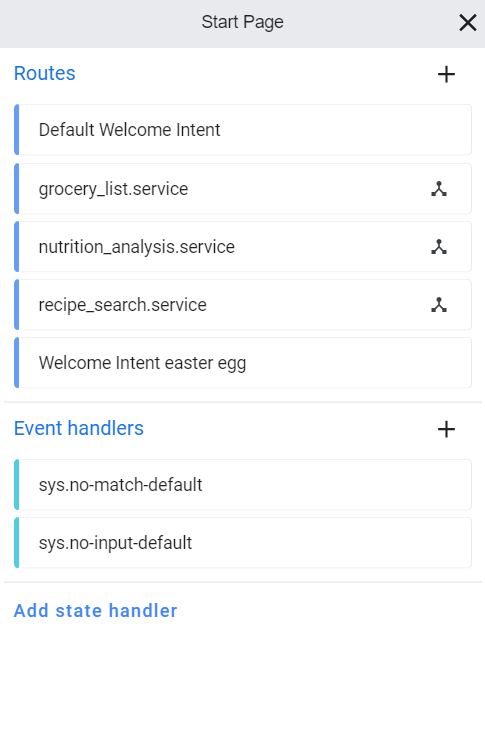 Start Page
Routes
Default Welcome Intent
grocery_list.service
nutrition_analysis.service
recipe_search.service
Welcome Intent easter egg
Event handlers
sys.no-match-default
sys.no-input-default
Add state handler